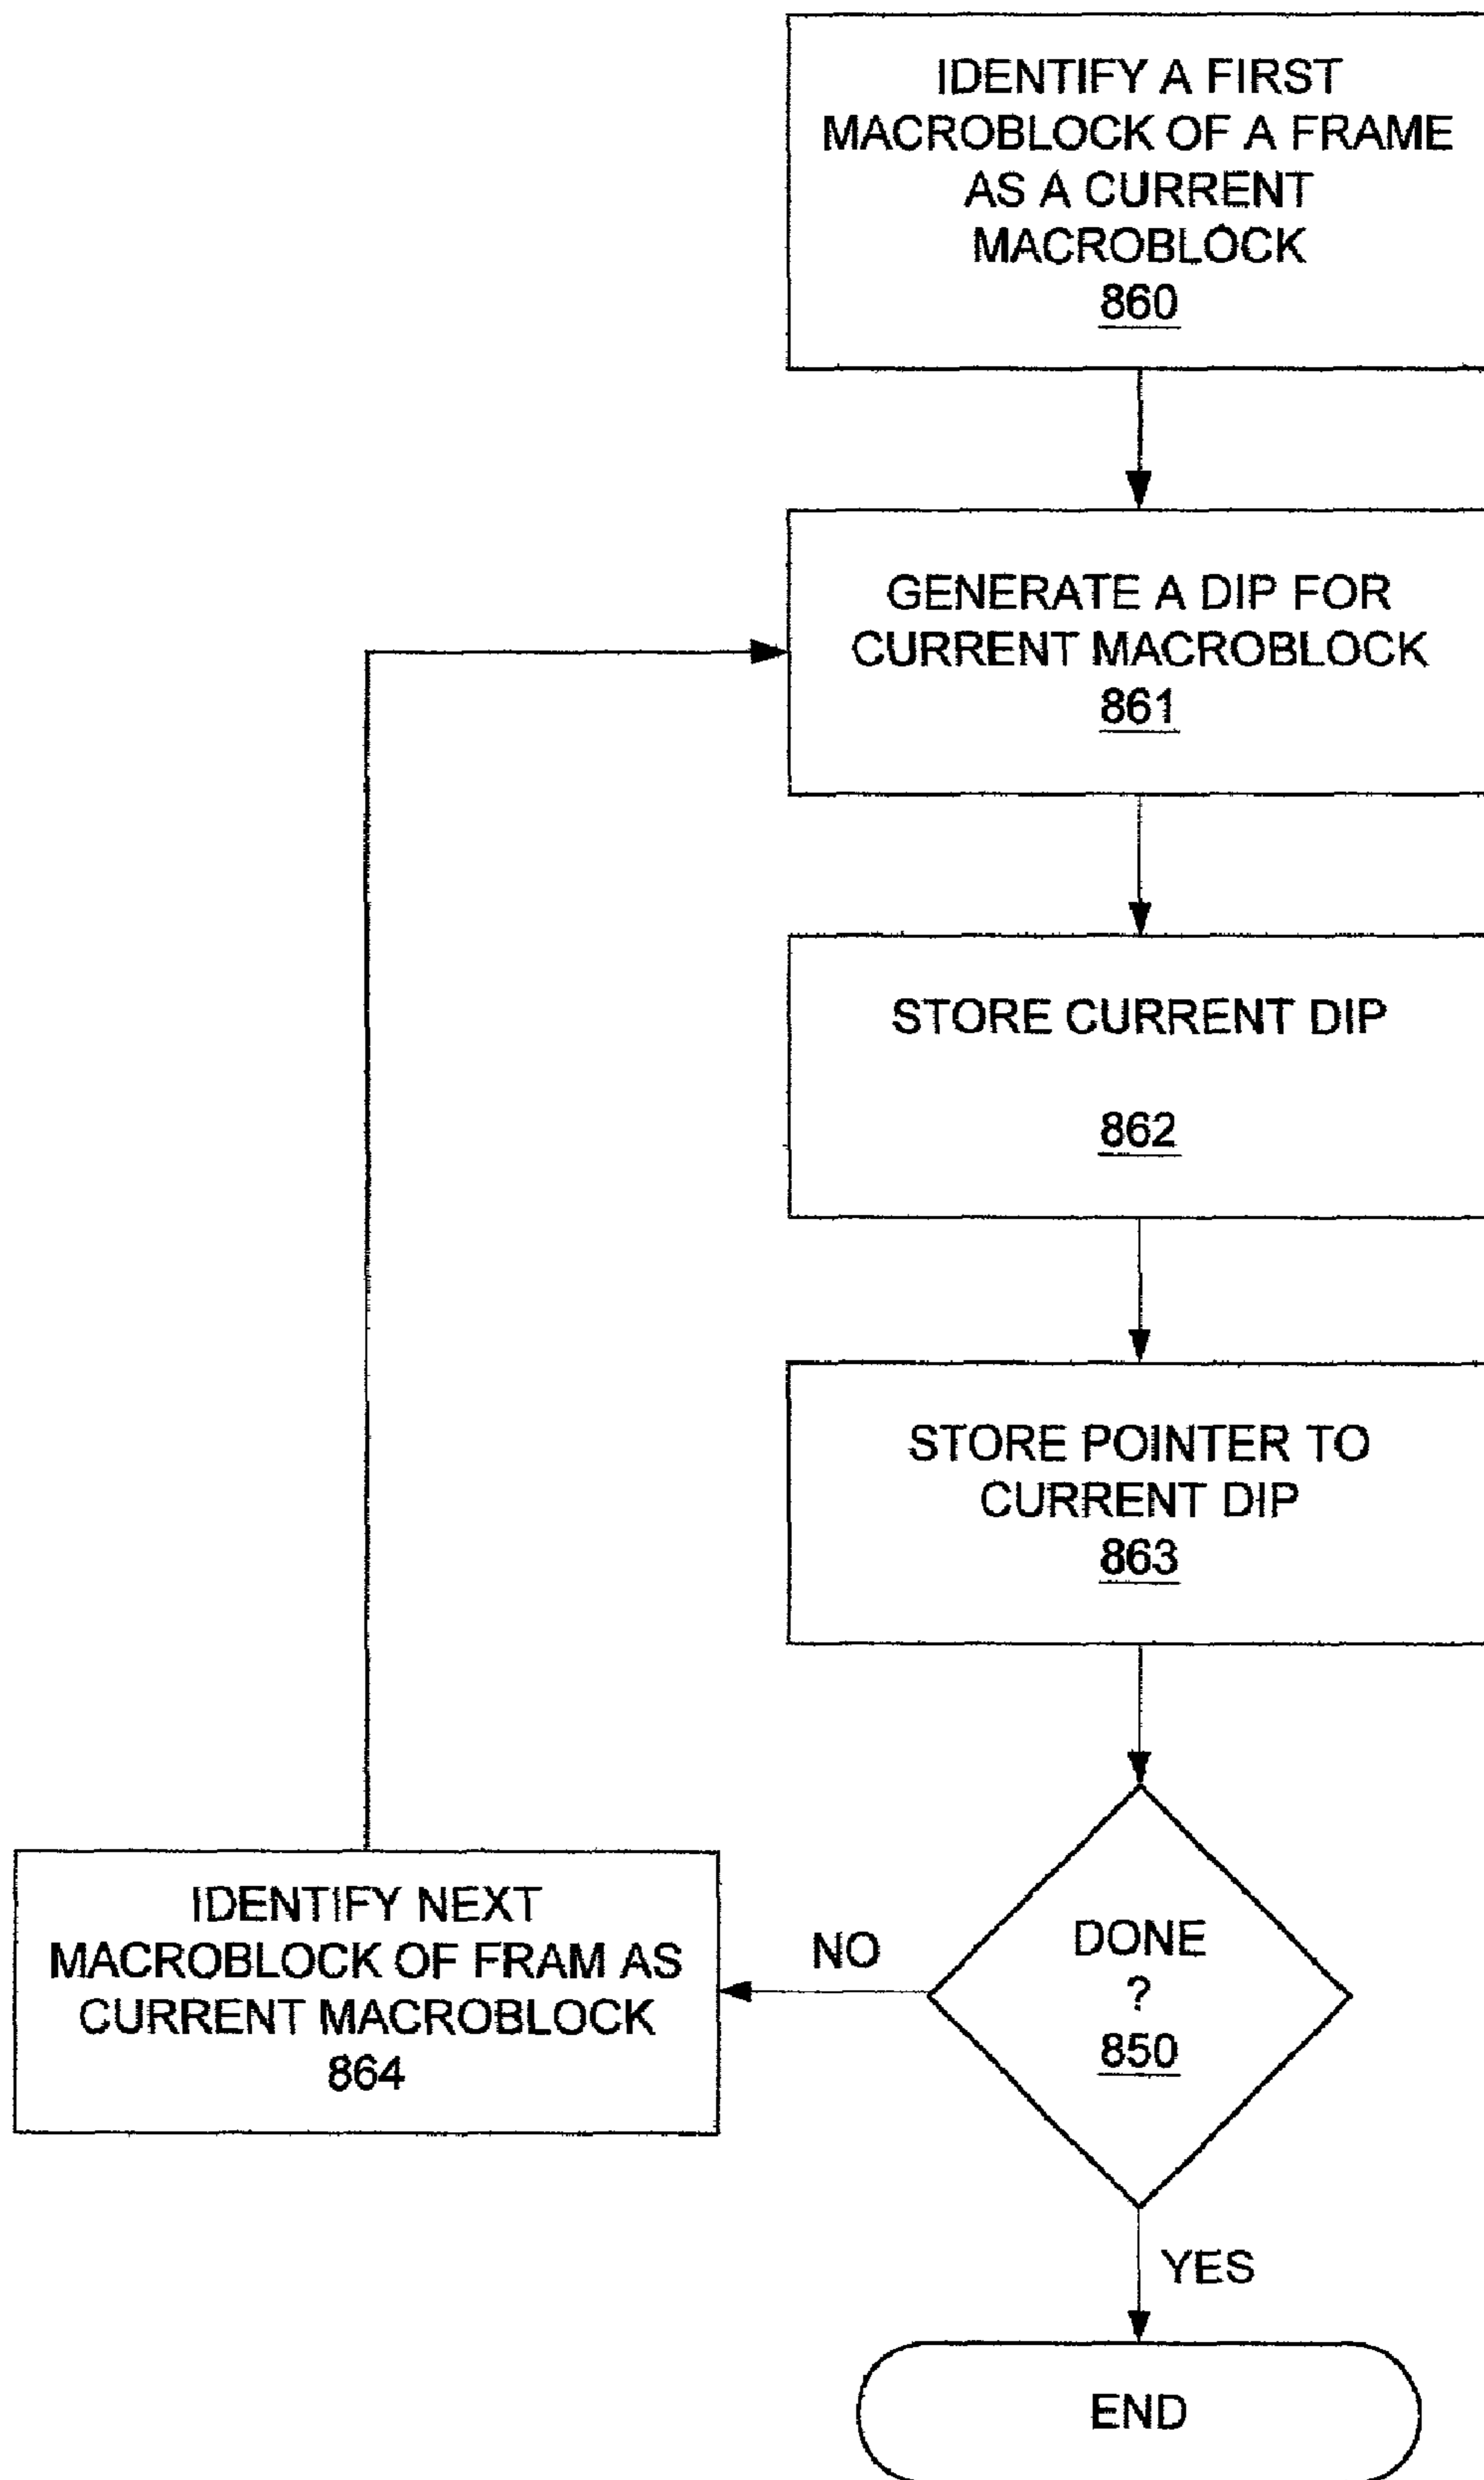 IDENTIFY A FIRST
MACROBLOCK OF A FRAME
AS A CURRENT
MACROBLOCK
860
GENERATE A DIP FOR
CURRENT MACROBLOCK
861
STORE CURRENT DIP
862
STORE POINTER TO
CURRENT DIP
863
DONE
?
850
NO
IDENTIFY NEXT
MACROBLOCK OF FRAM AS
CURRENT MACROBLOCK
864
YES
END